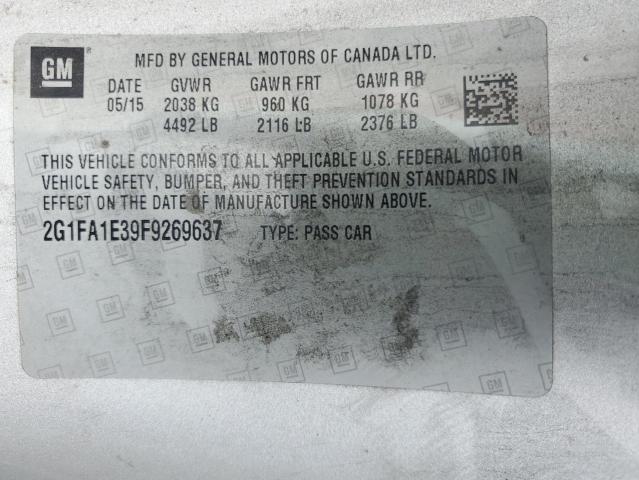 GM
MFD BY GENERAL MOTORS OF CANADA LTD.
DATE GVWR GAWR FRT GAWR RR
05/15 2038 KG 960 KG 1078 KG
4492 LB 2116 LB 2376 LB
THIS VEHICLE CONFORMS TO ALL APPLICABLE U.S. FEDERAL MOTOR
VEHICLE SAFETY, BUMPER, AND THEFT PREVENTION STANDARDS IN
EFFECT ON THE DATE OF MANUFACTURE SHOWN ABOVE.
2G1FA1E39F9269637 TYPE: PASS CAR